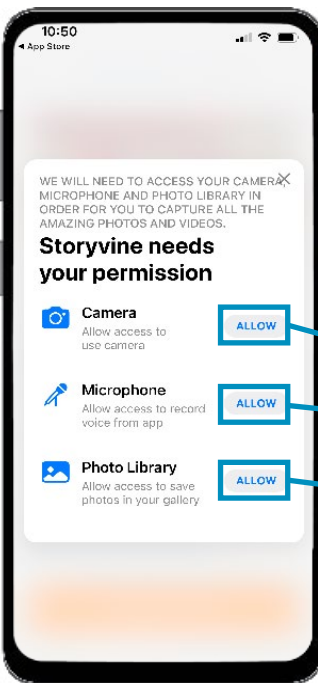 10:50
◀ App Store
WE WILL NEED TO ACCESS YOUR CAMERA,
MICROPHONE AND PHOTO LIBRARY IN
ORDER FOR YOU TO CAPTURE ALL THE
AMAZING PHOTOS AND VIDEOS.
Storyvine needs
your permission
Camera
Allow access to
use camera
ALLOW
Microphone
Allow access to record
voice from app
ALLOW
Photo Library
Allow access to save
photos in your gallery
ALLOW